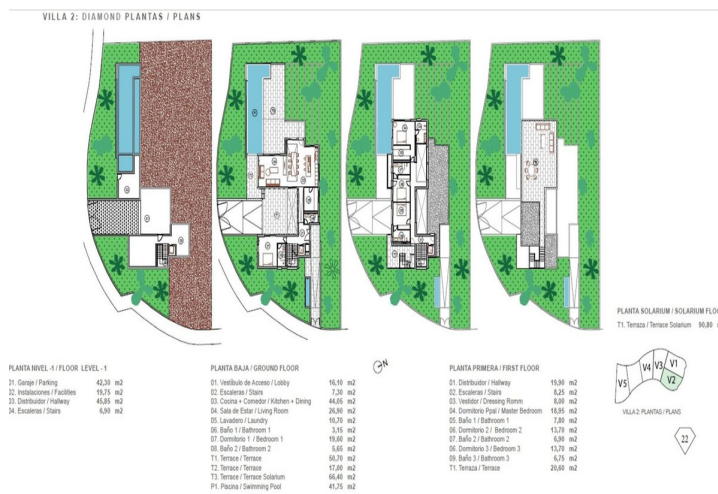 VILLA 2: DIAMOND PLANTAS / PLANS
PLANTA NIVEL -1 / FLOOR LEVEL - 1
31. Garaje / Parking 42,30 m2
32. Instalaciones / Facilities 19,75 m2
33. Distribuidor / Hallway 45,85 m2
34. Escaleras / Stairs 6,90 m2
PLANTA BAJA / GROUND FLOOR
01. Vestíbulo de Acceso / Lobby 16,10 m2
02. Escaleras / Stairs 7,30 m2
03. Cocina + Comedor / Kitchen + Dining 44,05 m2
04. Sala de Estar / Living Room 26,90 m2
05. Lavadero / Laundry 10,70 m2
06. Baño 1 / Bathroom 1 3,15 m2
07. Dormitorio 1 / Bedroom 1 19,60 m2
08. Baño 2 / Bathroom 2 5,65 m2
T1. Terraza / Terrace 50,70 m2
T2. Terraza / Terrace 17,00 m2
T3. Terraza / Terrace Solarium 66,40 m2
P1. Piscina / Swimming Pool 41,75 m2
N
PLANTA PRIMERA / FIRST FLOOR
01. Distribuidor / Hallway 19,90 m2
02. Escaleras / Stairs 8,25 m2
03. Vestidor / Dressing Romm 8,00 m2
04. Dormitorio Ppal / Master Bedroom 18,95 m2
05. Baño 1 / Bathroom 1 7,80 m2
06. Dormitorio 2 / Bedroom 2 13,70 m2
07. Baño 2 / Bathroom 2 6,90 m2
08. Dormitorio 3 / Bedroom 3 13,70 m2
09. Baño 3 / Bathroom 3 6,75 m2
T1. Terraza / Terrace 20,60 m2
PLANTA SOLARIUM / SOLARIUM FLO
T1. Terraza / Terrace Solarium 90,80
V5 V4 V3 V1
V2
VILLA 2: PLANTAS / PLANS
22